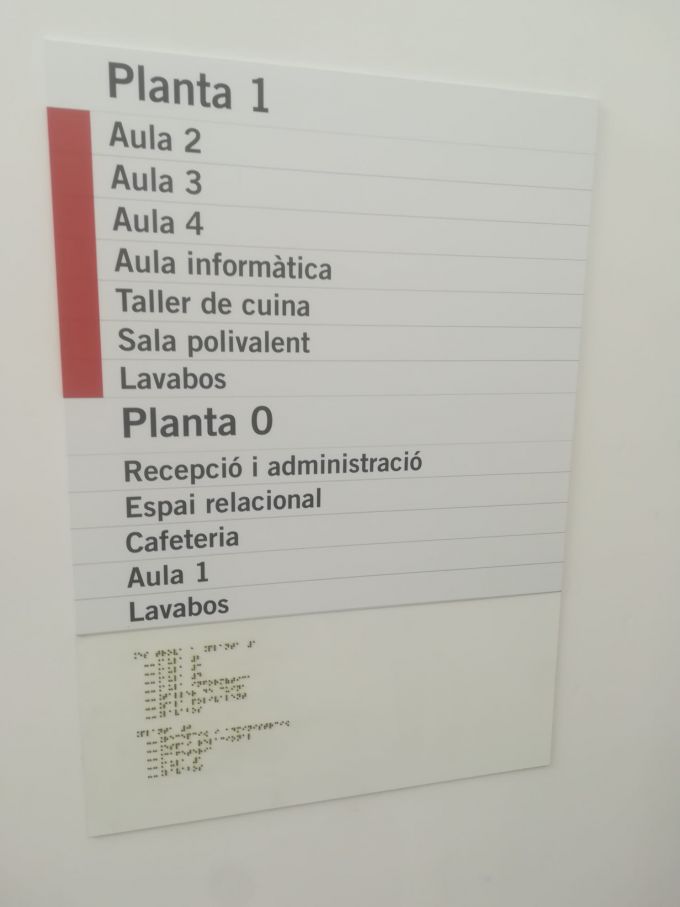 Planta 1
Aula 2
Aula 3
Aula 4
Aula informàtica
Taller de cuina
Sala polivalent
Lavabos
Planta 0
Recepció i administració
Espai relacional
Cafeteria
Aula 1
Lavabos